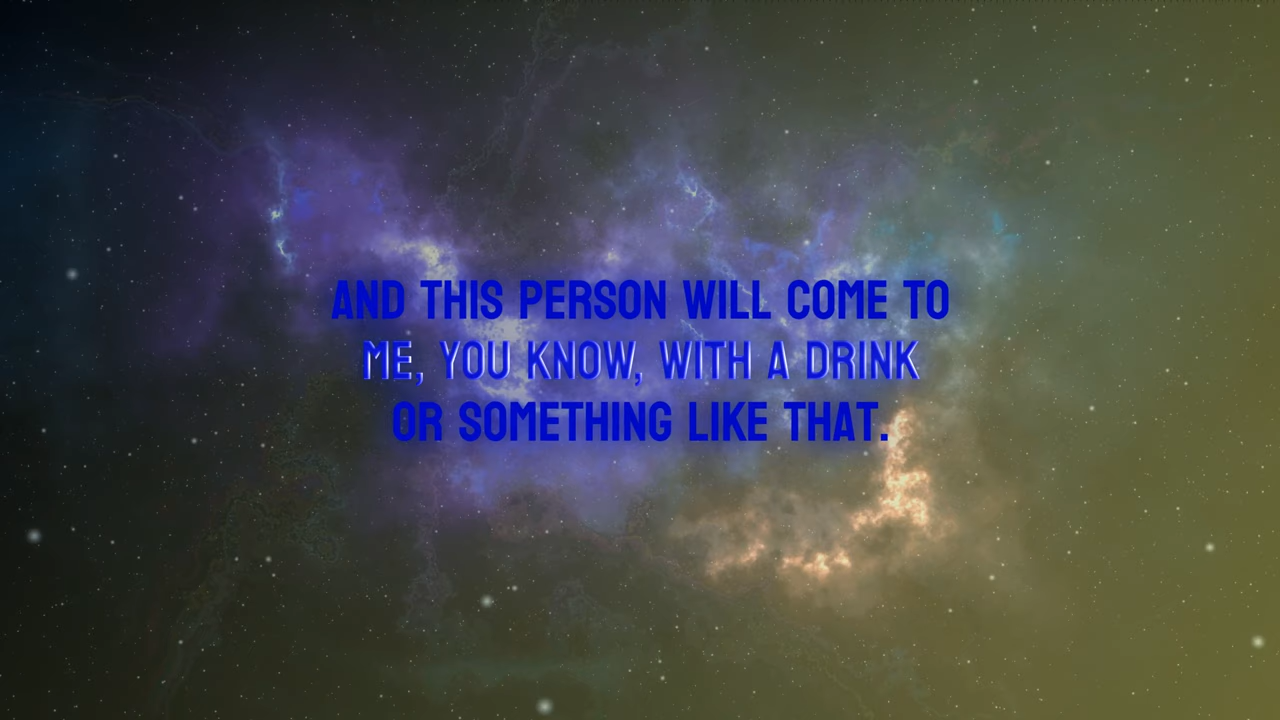 AND THIS PERSON WILL COME TO
ME, YOU KNOW, WITH A DRINK
OR SOMETHING LIKE THAT.